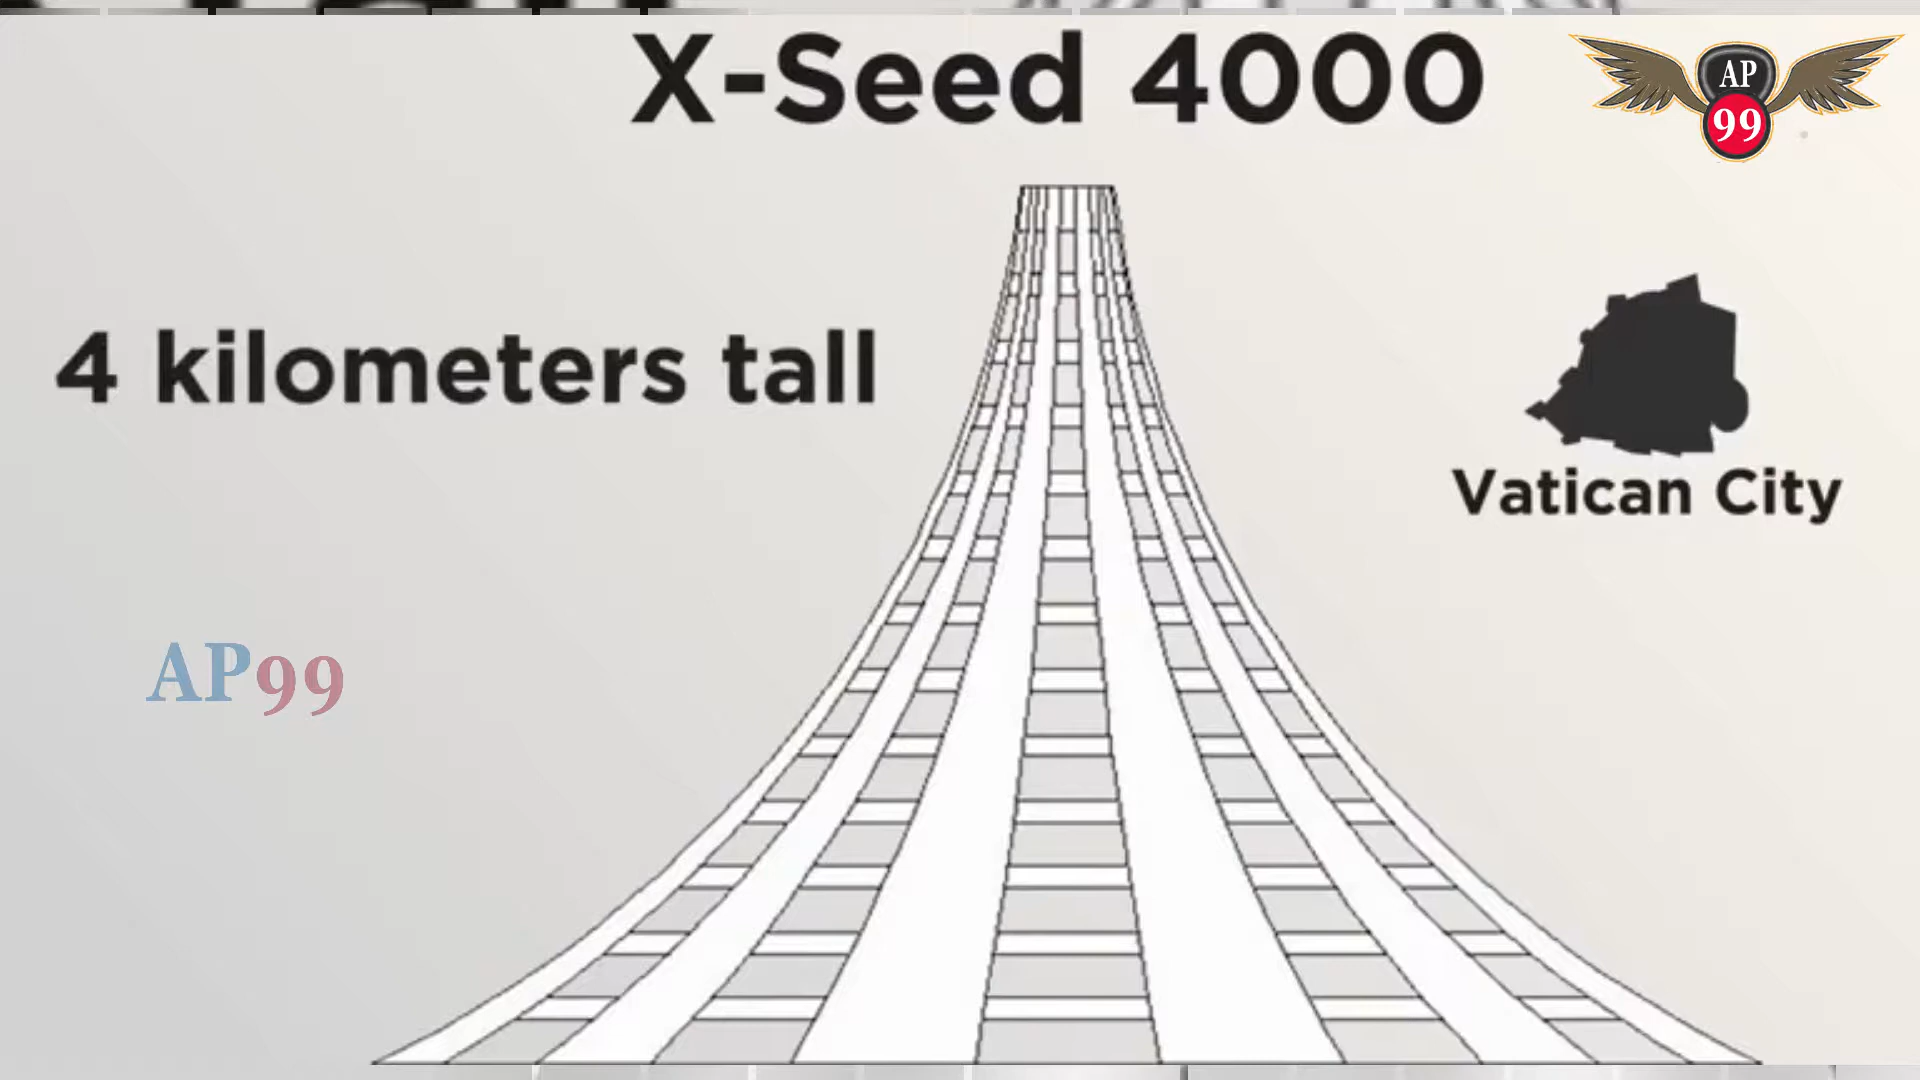 X-Seed 4000
AP
99
4 kilometers tall
Vatican City
AP99